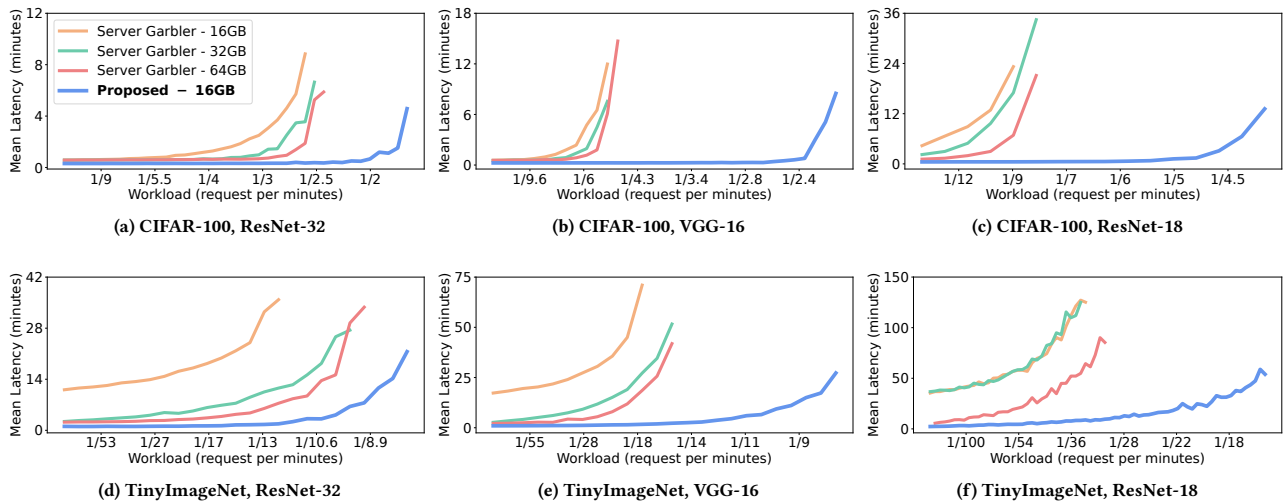 12
8
4
0
Mean Latency (minutes)
Server Garbler - 16GB
Server Garbler - 32GB
Server Garbler - 64GB
Proposed − 16GB
1/9 1/5.5 1/4 1/3 1/2.5 1/2
Workload (request per minutes)
(a) CIFAR-100, ResNet-32
18
12
6
0
Mean Latency (minutes)
1/9.6 1/6 1/4.3 1/3.4 1/2.8 1/2.4
Workload (request per minutes)
(b) CIFAR-100, VGG-16
36
24
12
0
Mean Latency (minutes)
1/12 1/9 1/7 1/6 1/5 1/4.5
Workload (request per minutes)
(c) CIFAR-100, ResNet-18
42
28
14
0
Mean Latency (minutes)
1/53 1/27 1/17 1/13 1/10.6 1/8.9
Workload (request per minutes)
(d) TinyImageNet, ResNet-32
75
50
25
0
Mean Latency (minutes)
1/55 1/28 1/18 1/14 1/11 1/9
Workload (request per minutes)
(e) TinyImageNet, VGG-16
150
100
50
0
Mean Latency (minutes)
1/100 1/54 1/36 1/28 1/22 1/18
Workload (request per minutes)
(f) TinyImageNet, ResNet-18